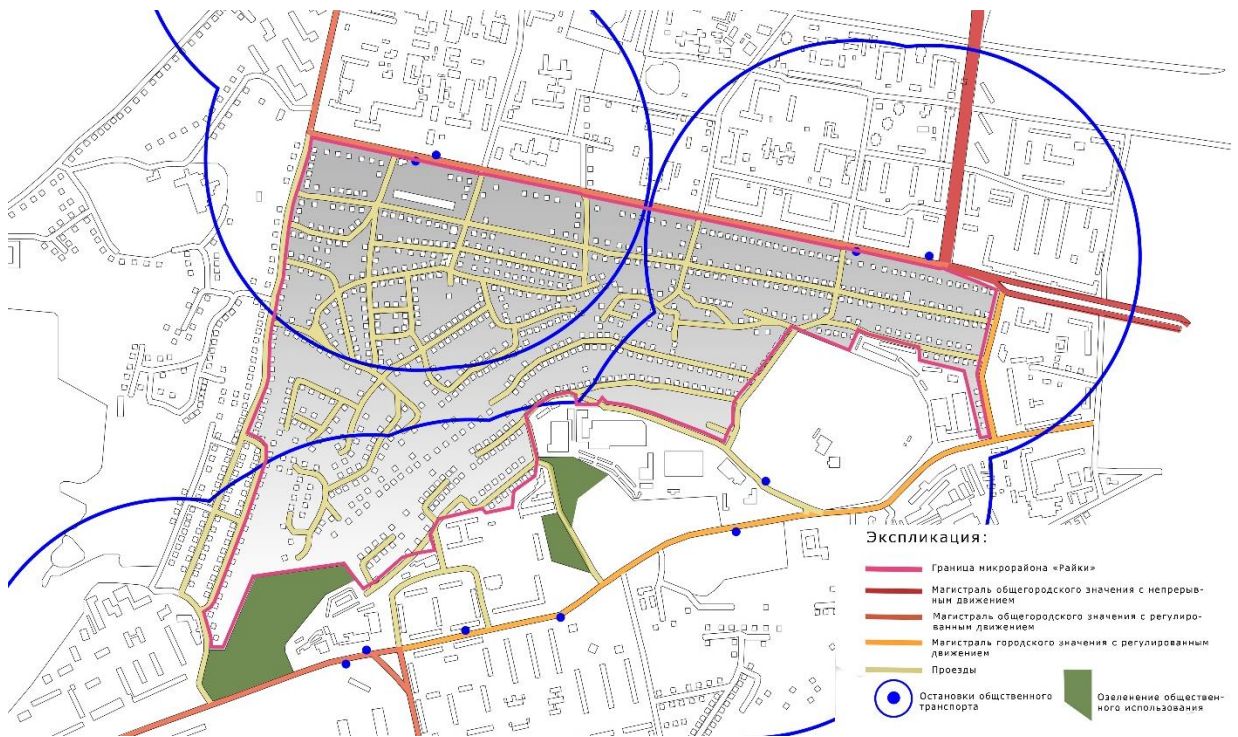 Экспликация:
Граница микрорайона «Райки»
Магистраль общегородского значения с непрерыв-
ным движением
Магистраль общегородского значения с регулиро-
ванным движением
Магистраль городского значения с регулированным
движением
Проезды
Остановки общественного
транспорта
Озеленение обществен-
ного использования